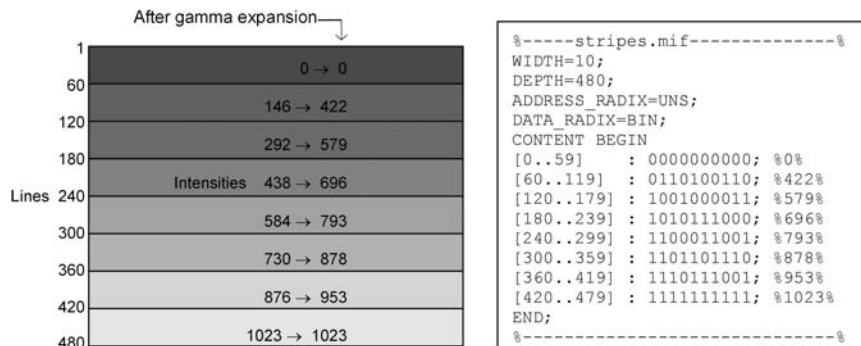 After gamma expansion
1
0 → 0
60
146 → 422
120
292 → 579
180
Intensities 438 → 696
Lines 240
584 → 793
300
730 → 878
360
876 → 953
420
1023 → 1023
480
%-----stripes.mif--------------%
WIDTH=10;
DEPTH=480;
ADDRESS_RADIX=UNS;
DATA_RADIX=BIN;
CONTENT BEGIN
[0..59] : 0000000000; %0%
[60..119] : 0110100110; %422%
[120..179] : 1001000011; %579%
[180..239] : 1010111000; %696%
[240..299] : 1100011001; %793%
[300..359] : 1101101110; %878%
[360..419] : 1110111001; %953%
[420..479] : 1111111111; %1023%
END;
%------------------------------%